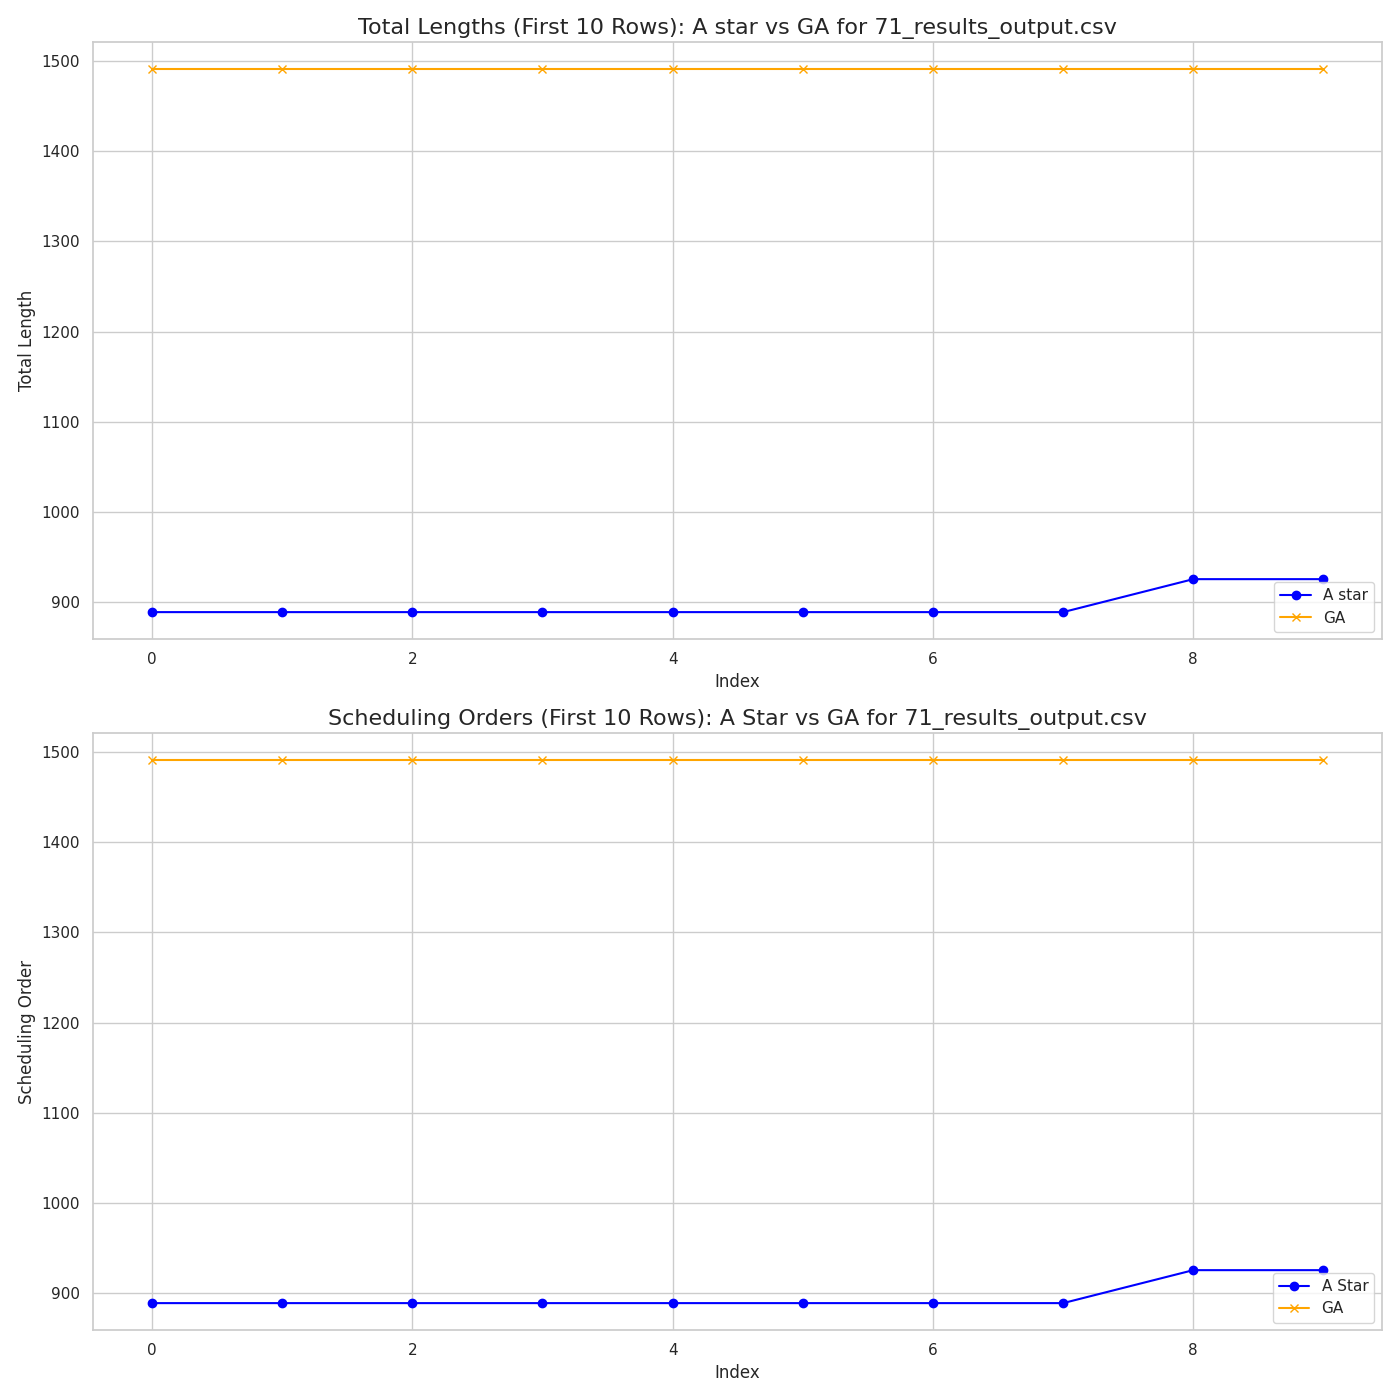 Total Lengths (First 10 Rows): A star vs GA for 71_results_output.csv
1500
1400
1300
1200
1100
1000
900
Total Length
0 2 4 6 8
Index
A star
GA
Scheduling Orders (First 10 Rows): A Star vs GA for 71_results_output.csv
1500
1400
1300
1200
1100
1000
900
Scheduling Order
0 2 4 6 8
Index
A Star
GA